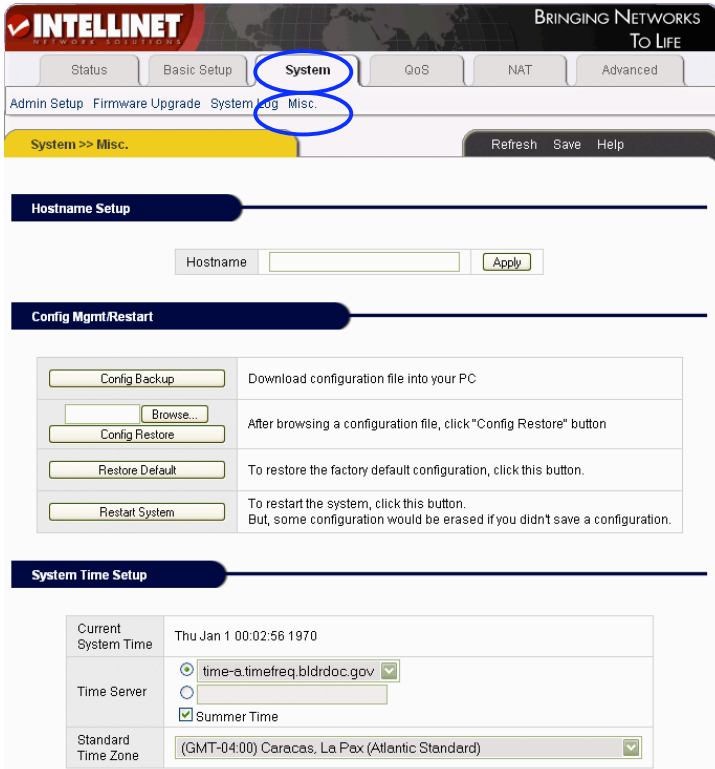 INTELLINET
NETWORK SOLUTIONS
BRINGING NETWORKS
TO LIFE
Status Basic Setup System QoS NAT Advanced
Admin Setup Firmware Upgrade System Log Misc.
System >> Misc.
Refresh Save Help
Hostname Setup
Hostname Apply
Config Mgmt/Restart
Config Backup Download configuration file into your PC
Browse...
Config Restore After browsing a configuration file, click "Config Restore" button
Restore Default To restore the factory default configuration, click this button.
Restart System To restart the system, click this button.
But, some configuration would be erased if you didn't save a configuration.
System Time Setup
Current
System Time Thu Jan 1 00:02:56 1970
Time Server time-a.timefreq.bldrdoc.gov
Summer Time
Standard
Time Zone (GMT-04:00) Caracas, La Pax (Atlantic Standard)